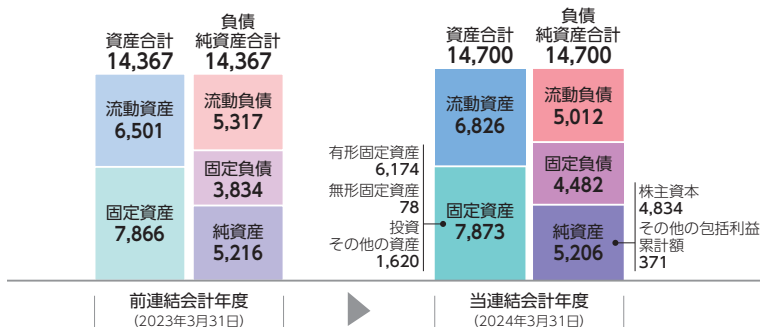 資産合計
14,367
負債
純資産合計
14,367
流動資産
6,501
固定資産
7,866
流動負債
5,317
固定負債
3,834
純資産
5,216
前連結会計年度
(2023年3月31日)
資産合計
14,700
負債
純資産合計
14,700
流動資産
6,826
固定資産
7,873
有形固定資産
6,174
無形固定資産
78
投資
その他の資産
1,620
流動負債
5,012
固定負債
4,482
純資産
5,206
株主資本
4,834
その他の包括利益
累計額
371
当連結会計年度
(2024年3月31日)